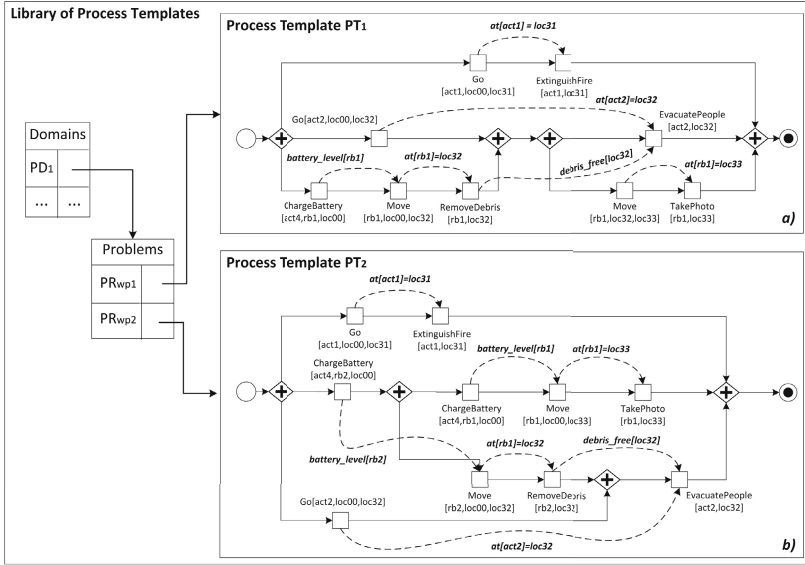 Library of Process Templates
Domains
PD1
...
...
Problems
PRwp1
PRwp2
Process Template PT1
at[act1] = loc31
Go
[act1,loc00,loc31]
ExtinguishFire
[act1,loc31]
at[act2]=loc32
Go[act2,loc00,loc32]
EvacuatePeople
[act2,loc32]
battery_level[rb1]
at[rb1]=loc32
debris_free[loc32]
at[rb1]=loc33
ChargeBattery
[act4,rb1,loc00]
Move
[rb1,loc00,loc32]
RemoveDebris
[rb1,loc32]
Move
[rb1,loc32,loc33]
TakePhoto
[rb1,loc33]
a)
Process Template PT2
at[act1]=loc31
Go
[act1,loc00,loc31]
ExtinguishFire
[act1,loc31]
ChargeBattery
[act4,rb2,loc00]
battery_level[rb1]
at[rb1]=loc33
ChargeBattery
[act4,rb1,loc00]
Move
[rb1,loc00,loc33]
TakePhoto
[rb1,loc33]
battery_level[rb2]
at[rb1]=loc32
debris_free[loc32]
Move
[rb2,loc00,loc32]
RemoveDebris
[rb2,loc32]
EvacuatePeople
[act2,loc32]
Go[act2,loc00,loc32]
at[act2]=loc32
b)